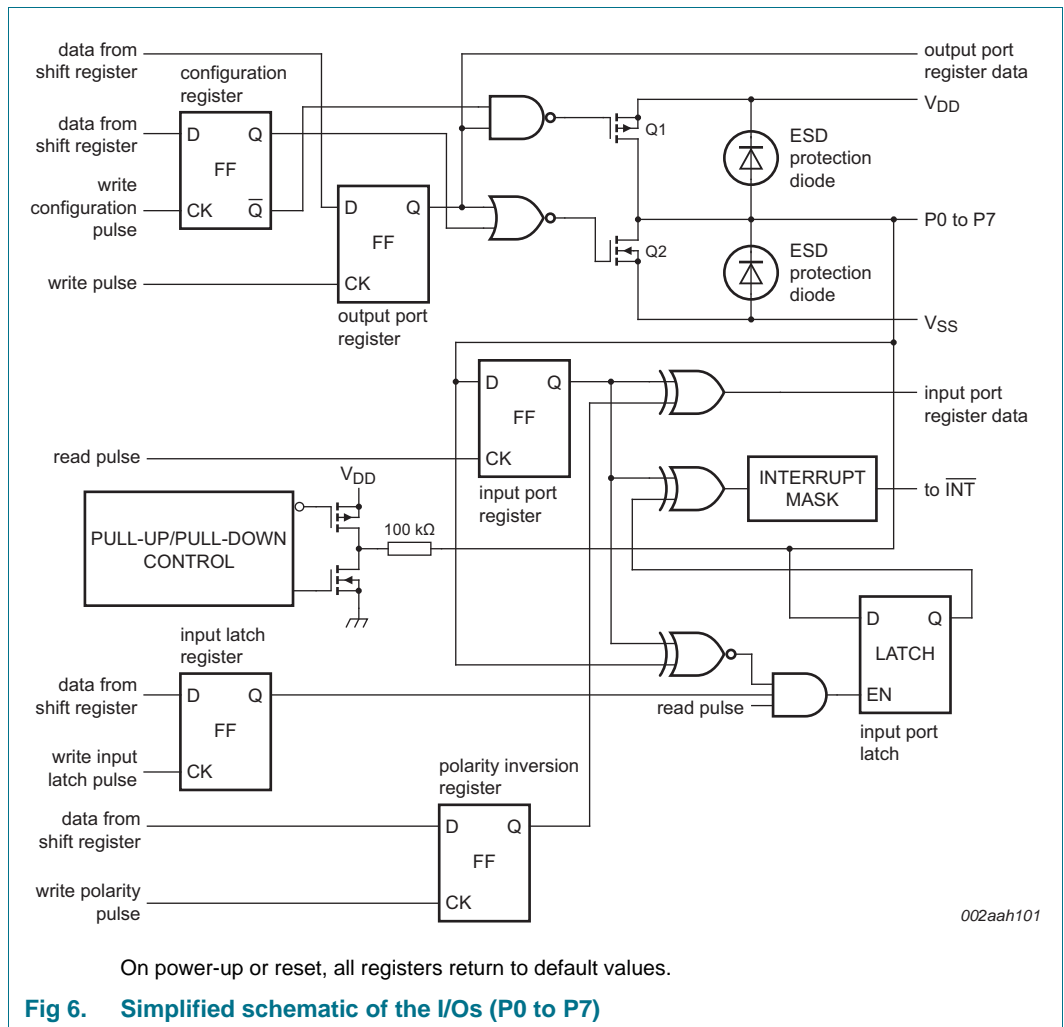 data from
shift register
configuration
register
output port
register data
data from
shift register
D
Q
FF
CK
Q̅
write
configuration
pulse
D
Q
FF
CK
write pulse
output port
register
Q1
Q2
VDD
ESD
protection
diode
P0 to P7
ESD
protection
diode
VSS
D
Q
FF
CK
input port
register
read pulse
input port
register data
INTERRUPT
MASK
to I̅N̅T̅
VDD
PULL-UP/PULL-DOWN
CONTROL
100 kΩ
D
Q
LATCH
EN
input port
latch
read pulse
input latch
register
data from
shift register
D
Q
FF
CK
write input
latch pulse
polarity inversion
register
data from
shift register
D
Q
FF
CK
write polarity
pulse
002aah101
On power-up or reset, all registers return to default values.
Fig 6. Simplified schematic of the I/Os (P0 to P7)